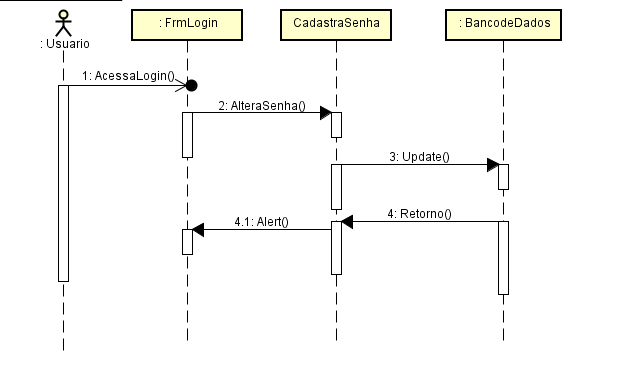 : Usuario
: FrmLogin
CadastraSenha
: BancodeDados
1: AcessaLogin()
2: AlteraSenha()
3: Update()
4: Retorno()
4.1: Alert()